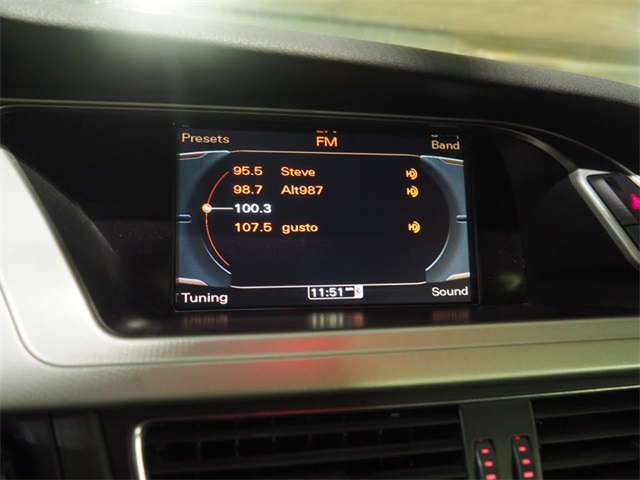 Presets
FM
Band
95.5 Steve
98.7 Alt987
100.3
107.5 gusto
Tuning
11:51
Sound